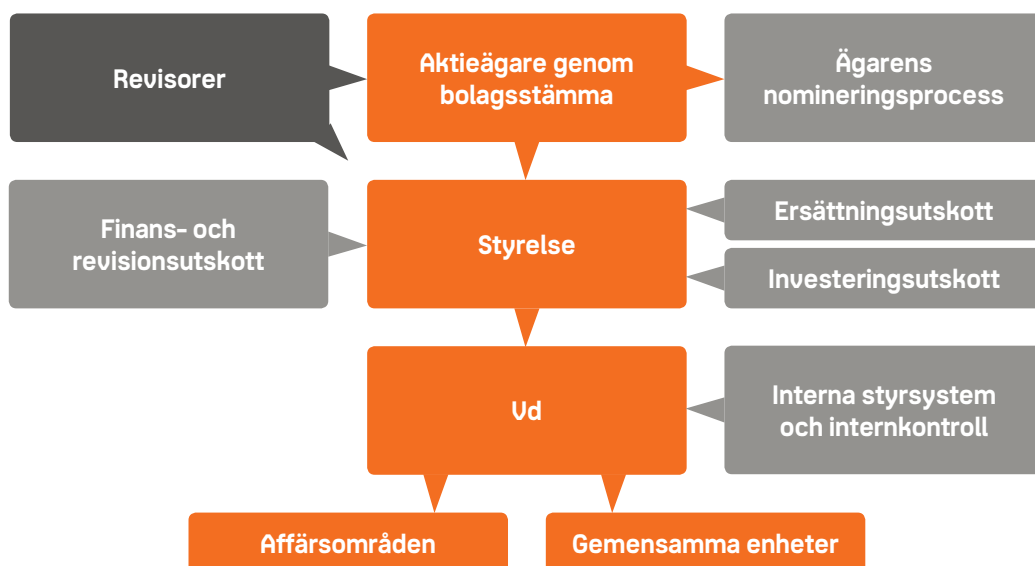 Revisorer
Aktieägare genom
bolagsstämma
Ägarens
nomineringsprocess
Finans- och
revisionsutskott
Styrelse
Ersättningsutskott
Investeringsutskott
Vd
Interna styrsystem
och internkontroll
Affärsområden
Gemensamma enheter